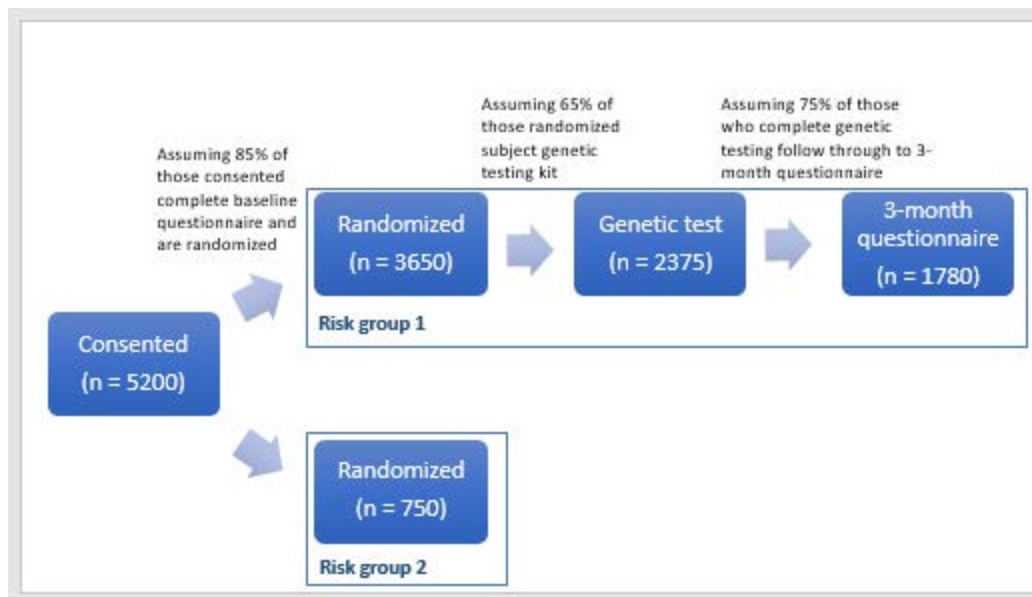 Assuming 85% of
those consented
complete baseline
questionnaire and
are randomized
Assuming 65% of
those randomized
subject genetic
testing kit
Assuming 75% of those
who complete genetic
testing follow through to 3-
month questionnaire
Consented
(n = 5200)
Randomized
(n = 3650)
Genetic test
(n = 2375)
3-month
questionnaire
(n = 1780)
Risk group 1
Randomized
(n = 750)
Risk group 2